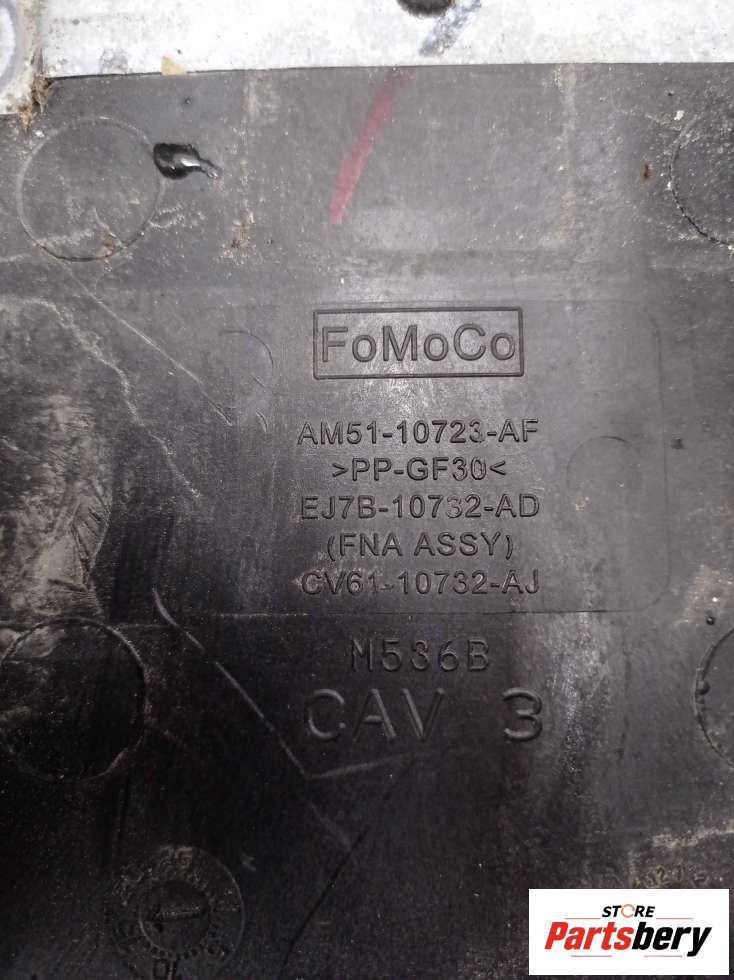 FoMoCo
AM51-10723-AF
>PP-GF30<
EJ7B-10732-AD
(FNA ASSY)
CV61-10732-AJ
M536B
CAV 3
STORE
Partsbery